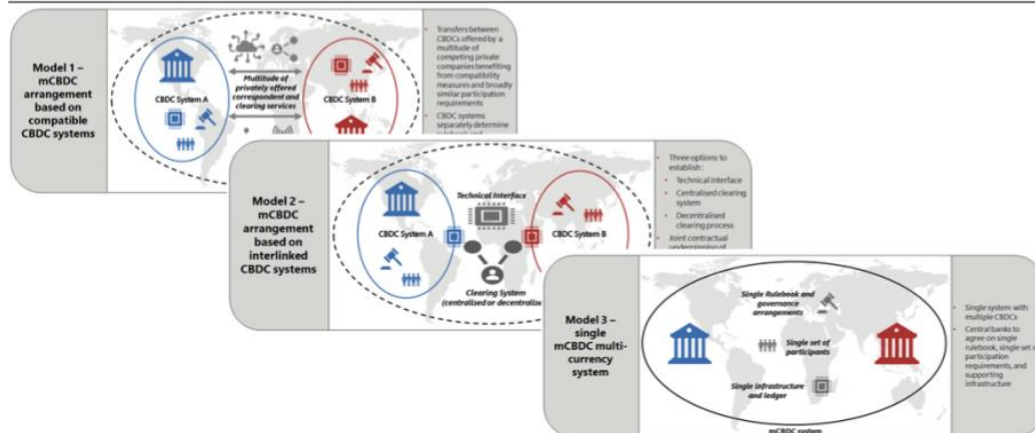 Model 1 –
mCBDC
arrangement
based on
compatible
CBDC systems
CBDC System A
Multitude of
privately offered
correspondent and
clearing services
CBDC System B
• Transfers between
CBDCs offered by a
multitude of
competing private
companies benefiting
from compatibility
measures and broadly
similar participation
requirements
• CBDC systems
separately determine
Model 2 –
mCBDC
arrangement
based on
interlinked
CBDC systems
Technical Interface
CBDC System A
CBDC System B
Clearing System
(centralised or decentralise
• Three options to
establish:
• Technical interface
• Centralised clearing
system
• Decentralised
clearing process
• Joint contractual
Model 3 –
single
mCBDC multi-
currency
system
Single Rulebook and
governance
arrangements
Single set of
participants
Single infrastructure
and ledger
mCBDC system
• Single system with
multiple CBDCs
• Central banks to
agree on single
rulebook, single set o
participation
requirements, and
supporting
infrastructure